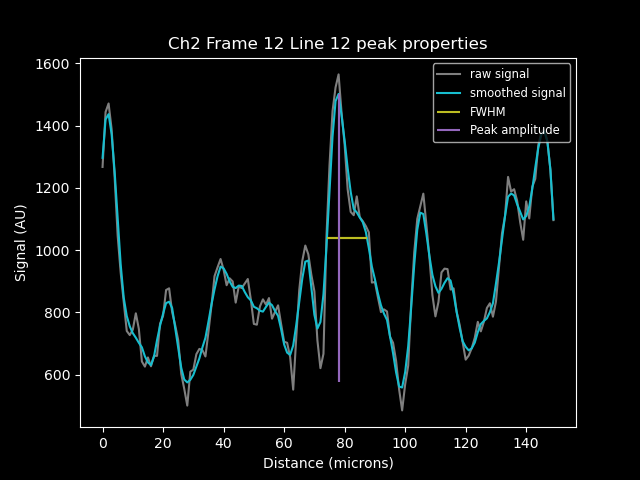 Ch2 Frame 12 Line 12 peak properties
raw signal
smoothed signal
FWHM
Peak amplitude
1600
1400
1200
1000
800
600
Signal (AU)
0 20 40 60 80 100 120 140
Distance (microns)